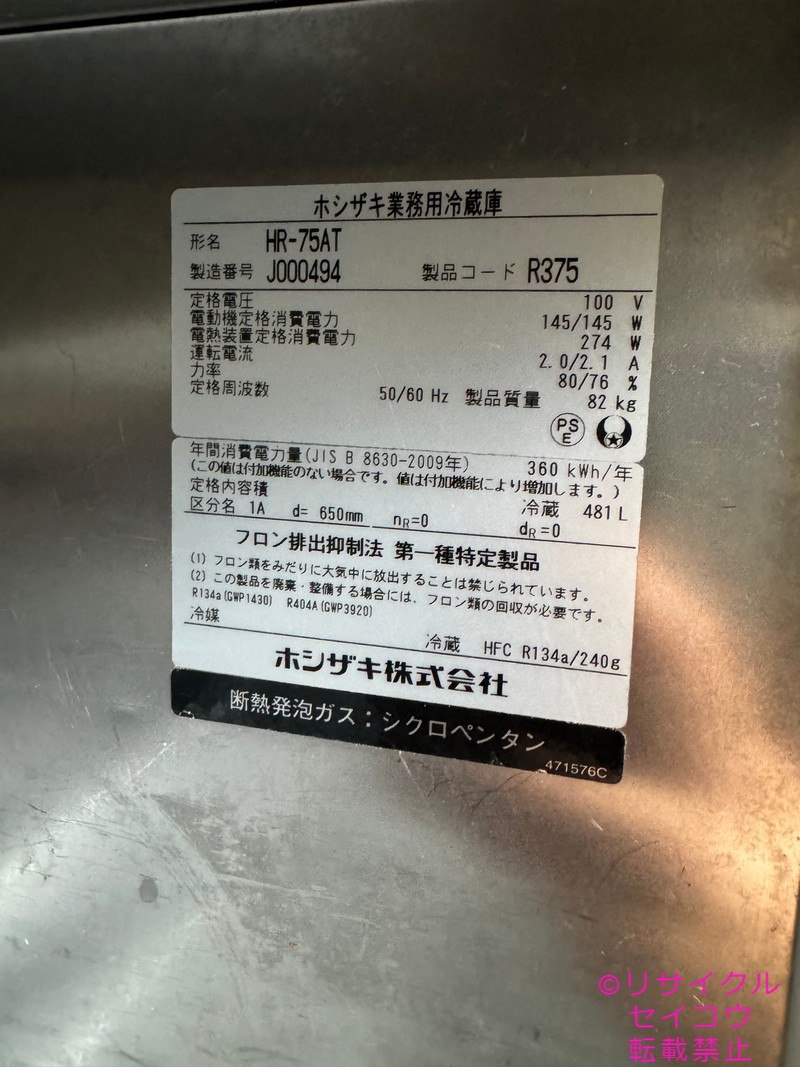 ホシザキ業務用冷蔵庫
形名 HR-75AT
製造番号 J000494 製品コード R375
定格電圧 100 V
電動機定格消費電力 145/145 W
電熱装置定格消費電力 274 W
運転電流 2.0/2.1 A
力率 80/76 %
定格周波数 50/60 Hz 製品質量 82 kg
PS
E
年間消費電力量(JIS B 8630-2009年) 360 kWh/年
(この値は付加機能のない場合です。値は付加機能により増加します。)
定格内容積 冷蔵 481 L
区分名 1A d= 650mm nR=0 dR=0
フロン排出抑制法 第一種特定製品
(1) フロン類をみだりに大気中に放出することは禁じられています。
(2) この製品を廃棄・整備する場合には、フロン類の回収が必要です。
R134a(GWP1430) R404A(GWP3920)
冷媒 冷蔵 HFC R134a/240g
ホシザキ株式会社
断熱発泡ガス：シクロペンタン
471576C
©リサイクル
セイコウ
転載禁止